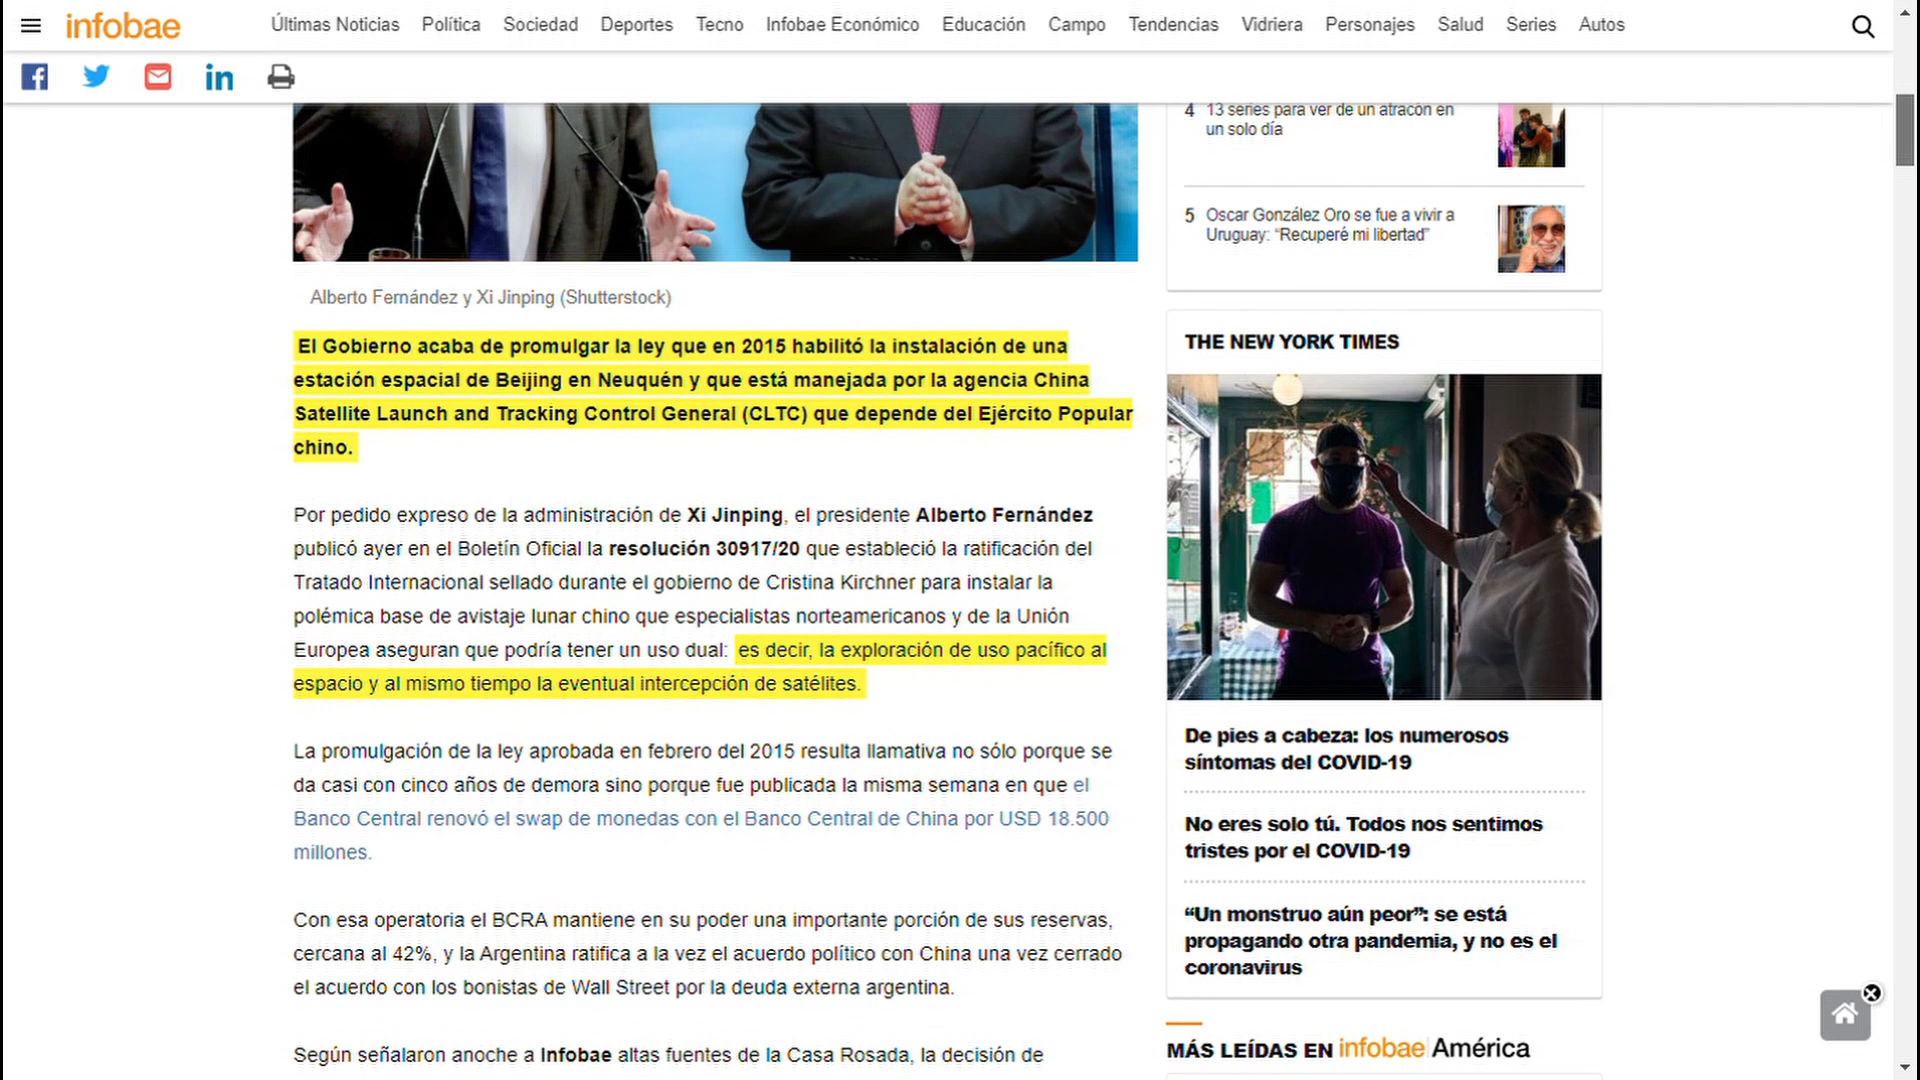 infobae
Últimas Noticias Política Sociedad Deportes Tecno Infobae Económico Educación Campo Tendencias Vidriera Personajes Salud Series Autos
Alberto Fernández y Xi Jinping (Shutterstock)
El Gobierno acaba de promulgar la ley que en 2015 habilitó la instalación de una
estación espacial de Beijing en Neuquén y que está manejada por la agencia China
Satellite Launch and Tracking Control General (CLTC) que depende del Ejército Popular
chino.
Por pedido expreso de la administración de Xi Jinping, el presidente Alberto Fernández
publicó ayer en el Boletín Oficial la resolución 30917/20 que estableció la ratificación del
Tratado Internacional sellado durante el gobierno de Cristina Kirchner para instalar la
polémica base de avistaje lunar chino que especialistas norteamericanos y de la Unión
Europea aseguran que podría tener un uso dual: es decir, la exploración de uso pacífico al
espacio y al mismo tiempo la eventual intercepción de satélites.
La promulgación de la ley aprobada en febrero del 2015 resulta llamativa no sólo porque se
da casi con cinco años de demora sino porque fue publicada la misma semana en que el
Banco Central renovó el swap de monedas con el Banco Central de China por USD 18.500
millones.
Con esa operatoria el BCRA mantiene en su poder una importante porción de sus reservas,
cercana al 42%, y la Argentina ratifica a la vez el acuerdo político con China una vez cerrado
el acuerdo con los bonistas de Wall Street por la deuda externa argentina.
Según señalaron anoche a Infobae altas fuentes de la Casa Rosada, la decisión de
4 13 series para ver de un atracón en
un solo día
5 Oscar González Oro se fue a vivir a
Uruguay: “Recuperé mi libertad”
THE NEW YORK TIMES
De pies a cabeza: los numerosos
síntomas del COVID-19
No eres solo tú. Todos nos sentimos
tristes por el COVID-19
“Un monstruo aún peor”: se está
propagando otra pandemia, y no es el
coronavirus
MÁS LEÍDAS EN infobae América